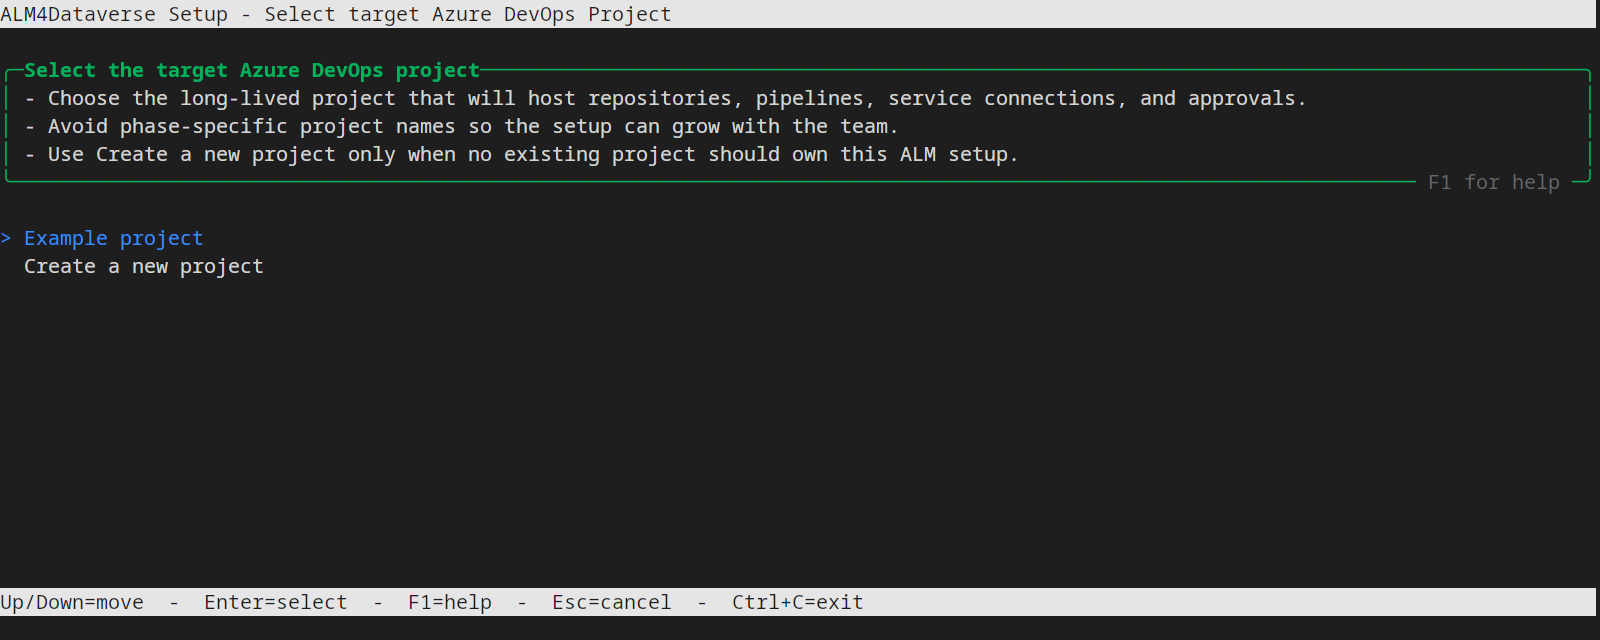 ALM4Dataverse Setup - Select target Azure DevOps Project
Select the target Azure DevOps project
- Choose the long-lived project that will host repositories, pipelines, service connections, and approvals.
- Avoid phase-specific project names so the setup can grow with the team.
- Use Create a new project only when no existing project should own this ALM setup.
F1 for help
> Example project
Create a new project
Up/Down=move - Enter=select - F1=help - Esc=cancel - Ctrl+C=exit